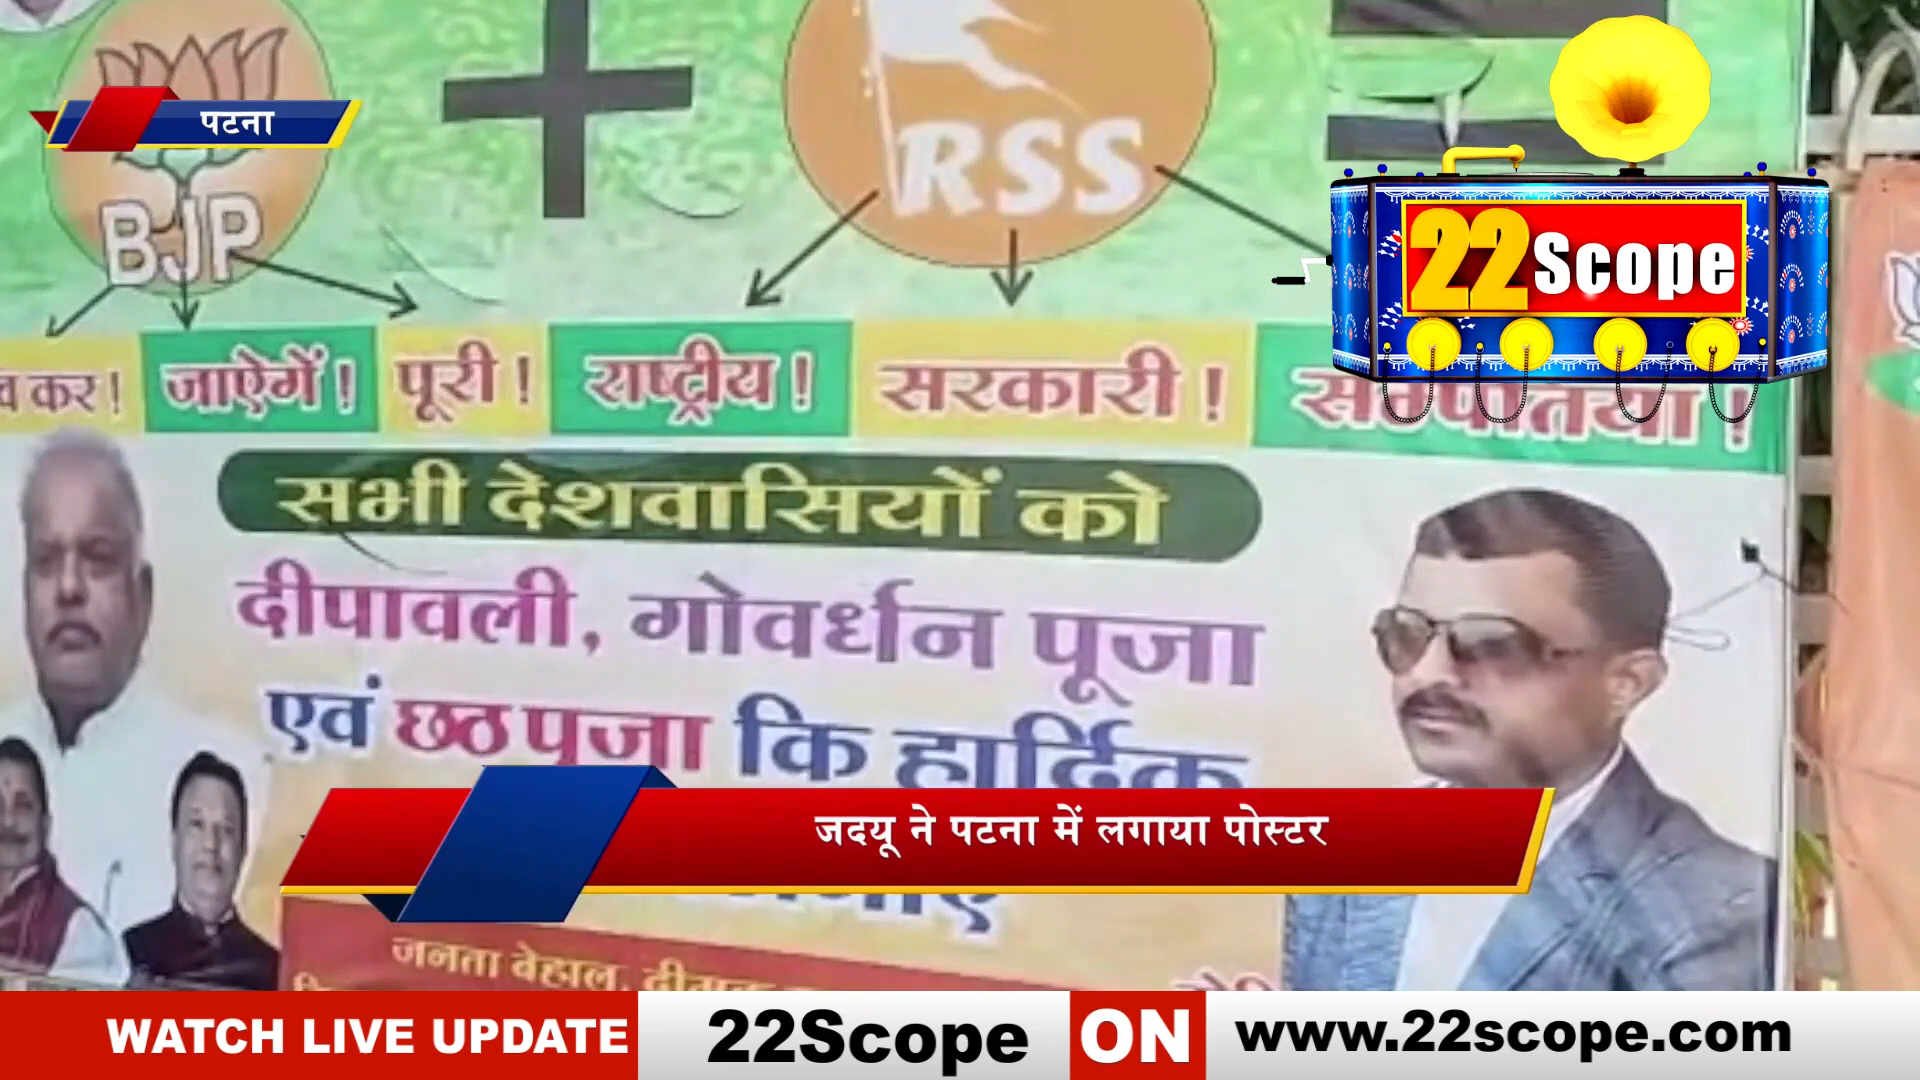 पटना
BJP
RSS
22Scope
कर ! जाऐगें ! पूरी ! राष्ट्रीय ! सरकारी !
सभी देशवासियों को
दीपावली, गोवर्धन पूजा
एवं छठ पूजा कि हार्दिक
जदयू ने पटना में लगाया पोस्टर
जनता बेहाल,
WATCH LIVE UPDATE 22Scope ON www.22scope.com